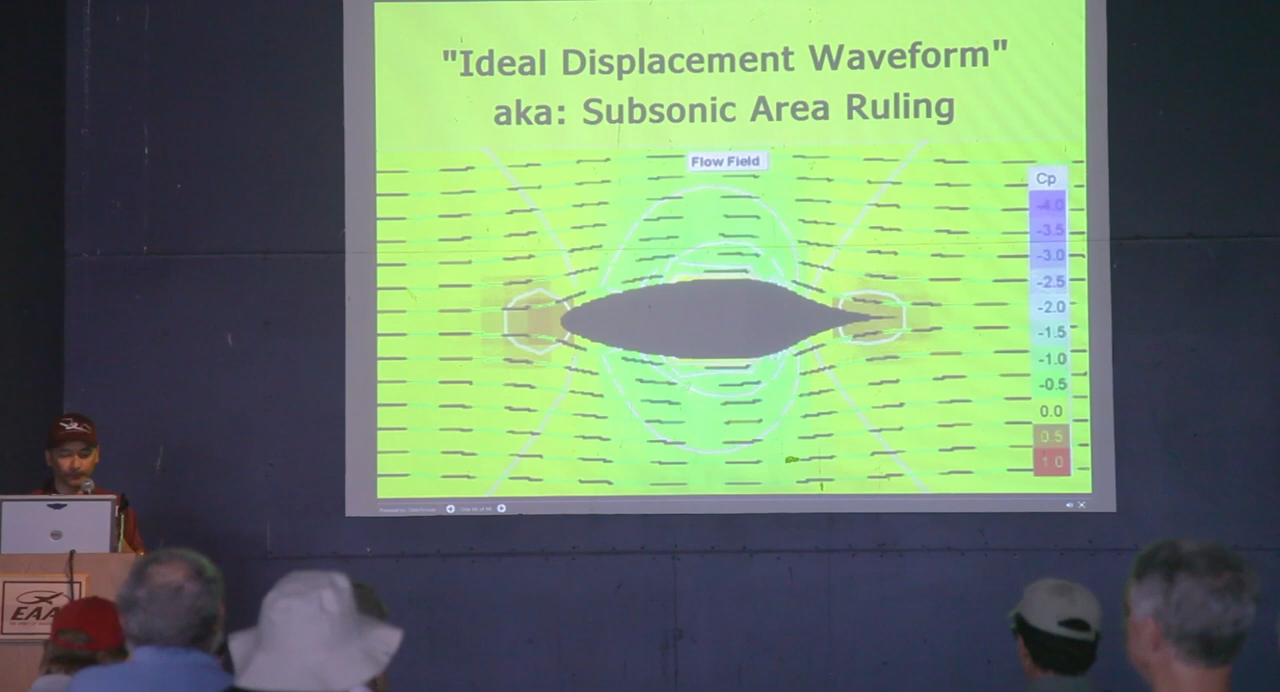 "Ideal Displacement Waveform"
aka: Subsonic Area Ruling
Flow Field
Cp
-4.0
-3.5
-3.0
-2.5
-2.0
-1.5
-1.0
-0.5
0.0
0.5
1.0
EAA